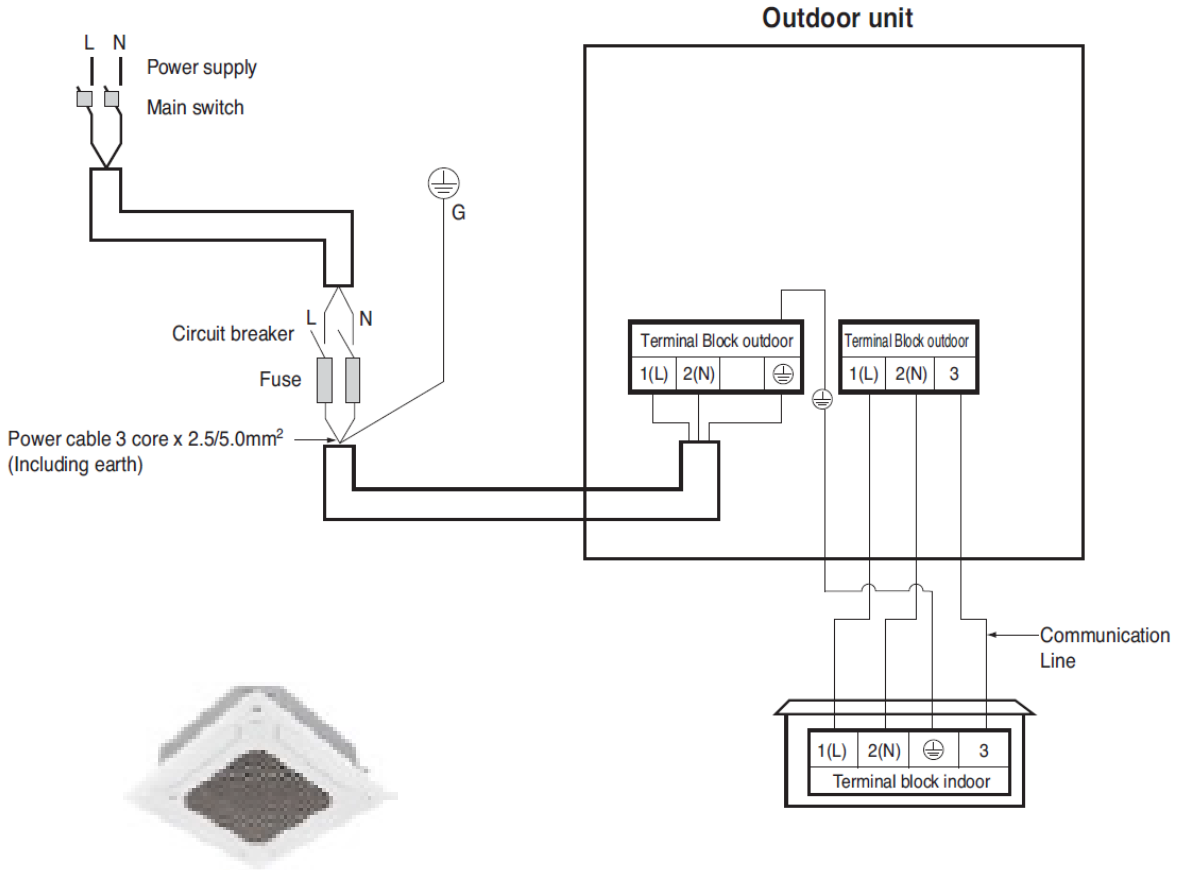 Outdoor unit
L N
Power supply
Main switch
G
L N
Circuit breaker
Fuse
Power cable 3 core x 2.5/5.0mm²
(Including earth)
Terminal Block outdoor
1(L) 2(N)
Terminal Block outdoor
1(L) 2(N) 3
Communication
Line
1(L) 2(N) 3
Terminal block indoor